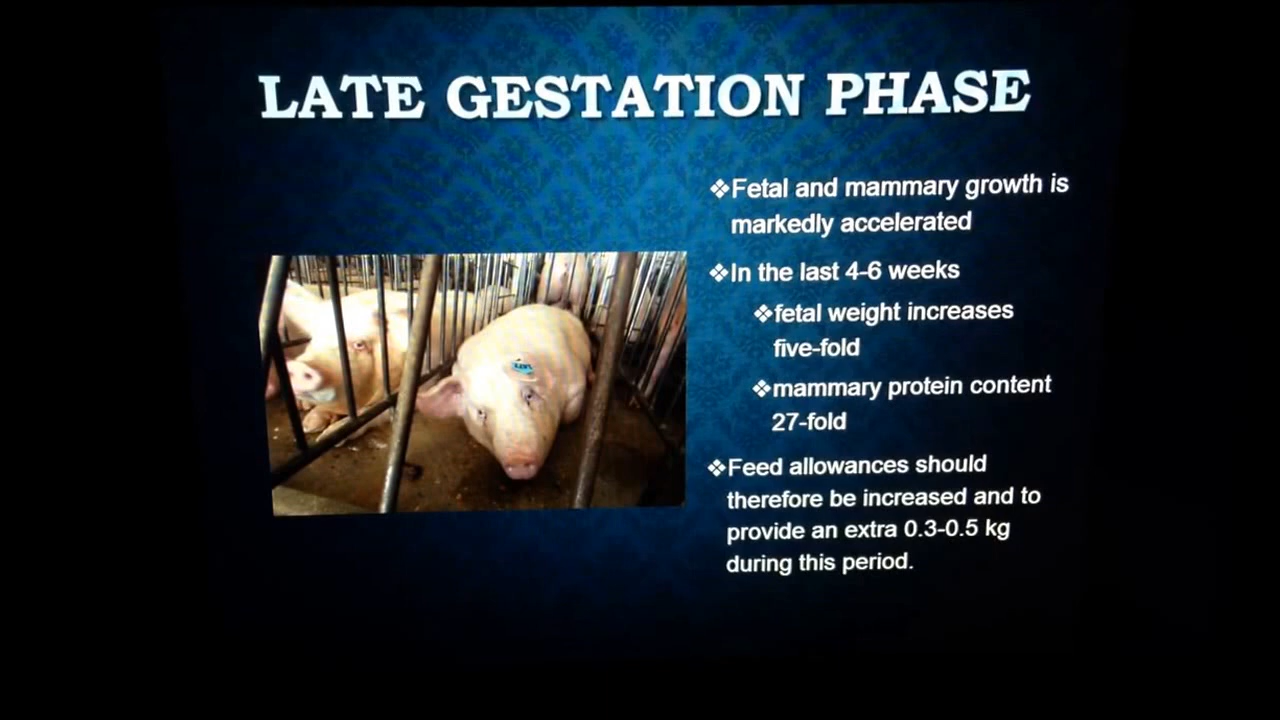 LATE GESTATION PHASE
❖Fetal and mammary growth is
markedly accelerated
❖In the last 4-6 weeks
❖fetal weight increases
five-fold
❖mammary protein content
27-fold
❖Feed allowances should
therefore be increased and to
provide an extra 0.3-0.5 kg
during this period.